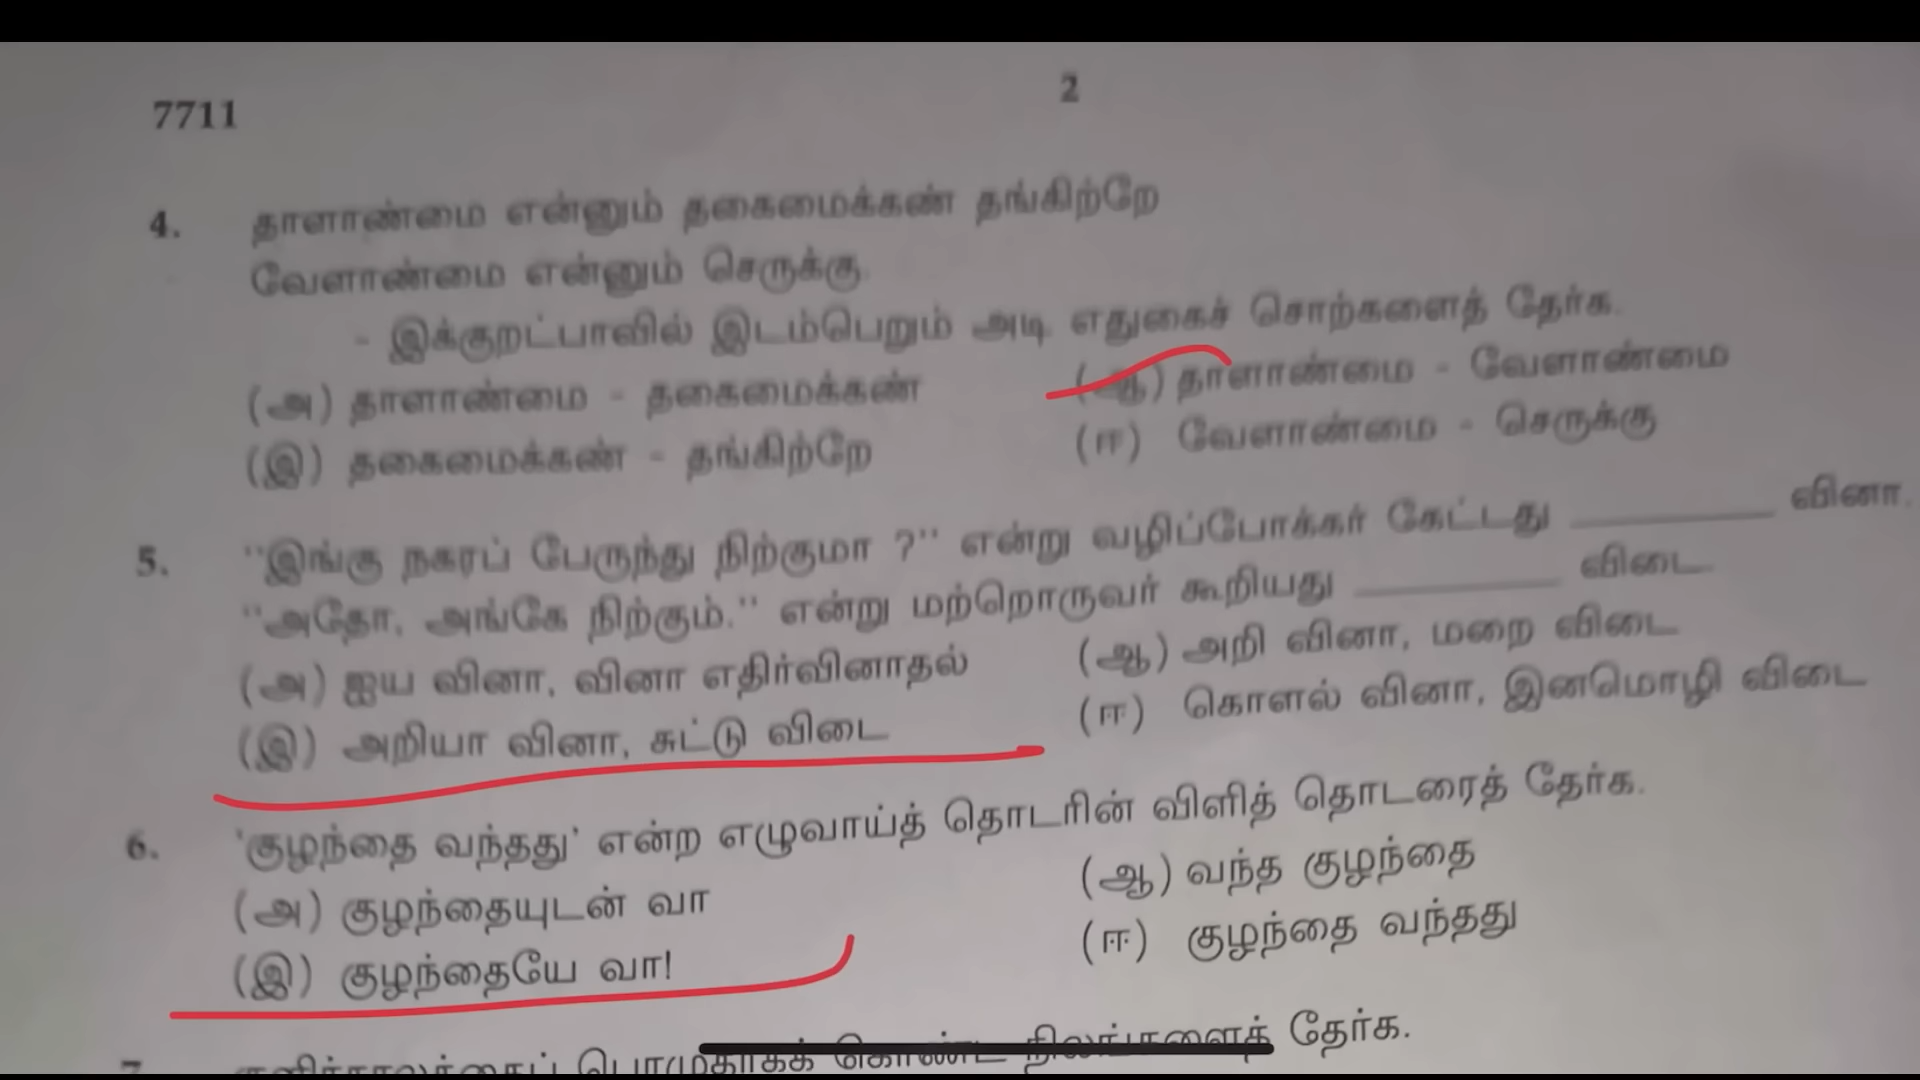 7711
2
4. தாளாண்மை என்னும் தகைமைக்கண் தங்கிற்றே
வேளாண்மை என்னும் செருக்கு
- இக்குறட்பாவில் இடம்பெறும் அடி எதுகைச் சொற்களைத் தேர்க.
(அ) தாளாண்மை - தகைமைக்கண் (ஆ) தாளாண்மை - வேளாண்மை
(இ) தகைமைக்கண் - தங்கிற்றே (ஈ) வேளாண்மை - செருக்கு
5. "இங்கு நகரப் பேருந்து நிற்குமா ?" என்று வழிப்போக்கர் கேட்டது ________ வினா.
"அதோ, அங்கே நிற்கும்." என்று மற்றொருவர் கூறியது ________ விடை
(அ) ஐய வினா, வினா எதிர்வினாதல் (ஆ) அறி வினா, மறை விடை
(இ) அறியா வினா, சுட்டு விடை (ஈ) கொளல் வினா, இனமொழி விடை
6. 'குழந்தை வந்தது' என்ற எழுவாய்த் தொடரின் விளித் தொடரைத் தேர்க.
(அ) குழந்தையுடன் வா (ஆ) வந்த குழந்தை
(இ) குழந்தையே வா! (ஈ) குழந்தை வந்தது
7. கொண்ட நிலங்களைத் தேர்க.